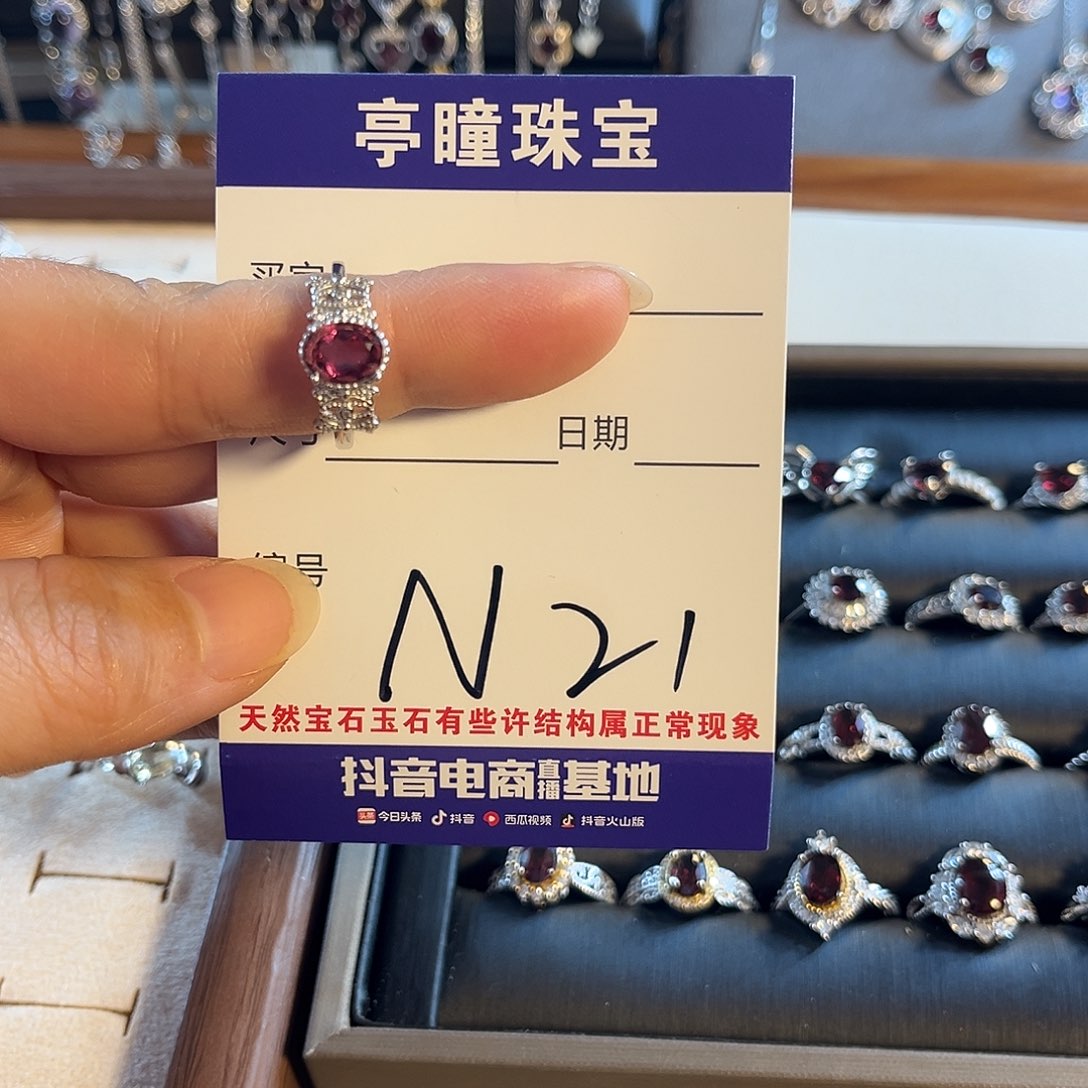 亭瞳珠宝
日期
号
N21
天然宝石玉石有些许结构属正常现象
抖音电商直播基地
今日头条 抖音 西瓜视频 抖音火山版